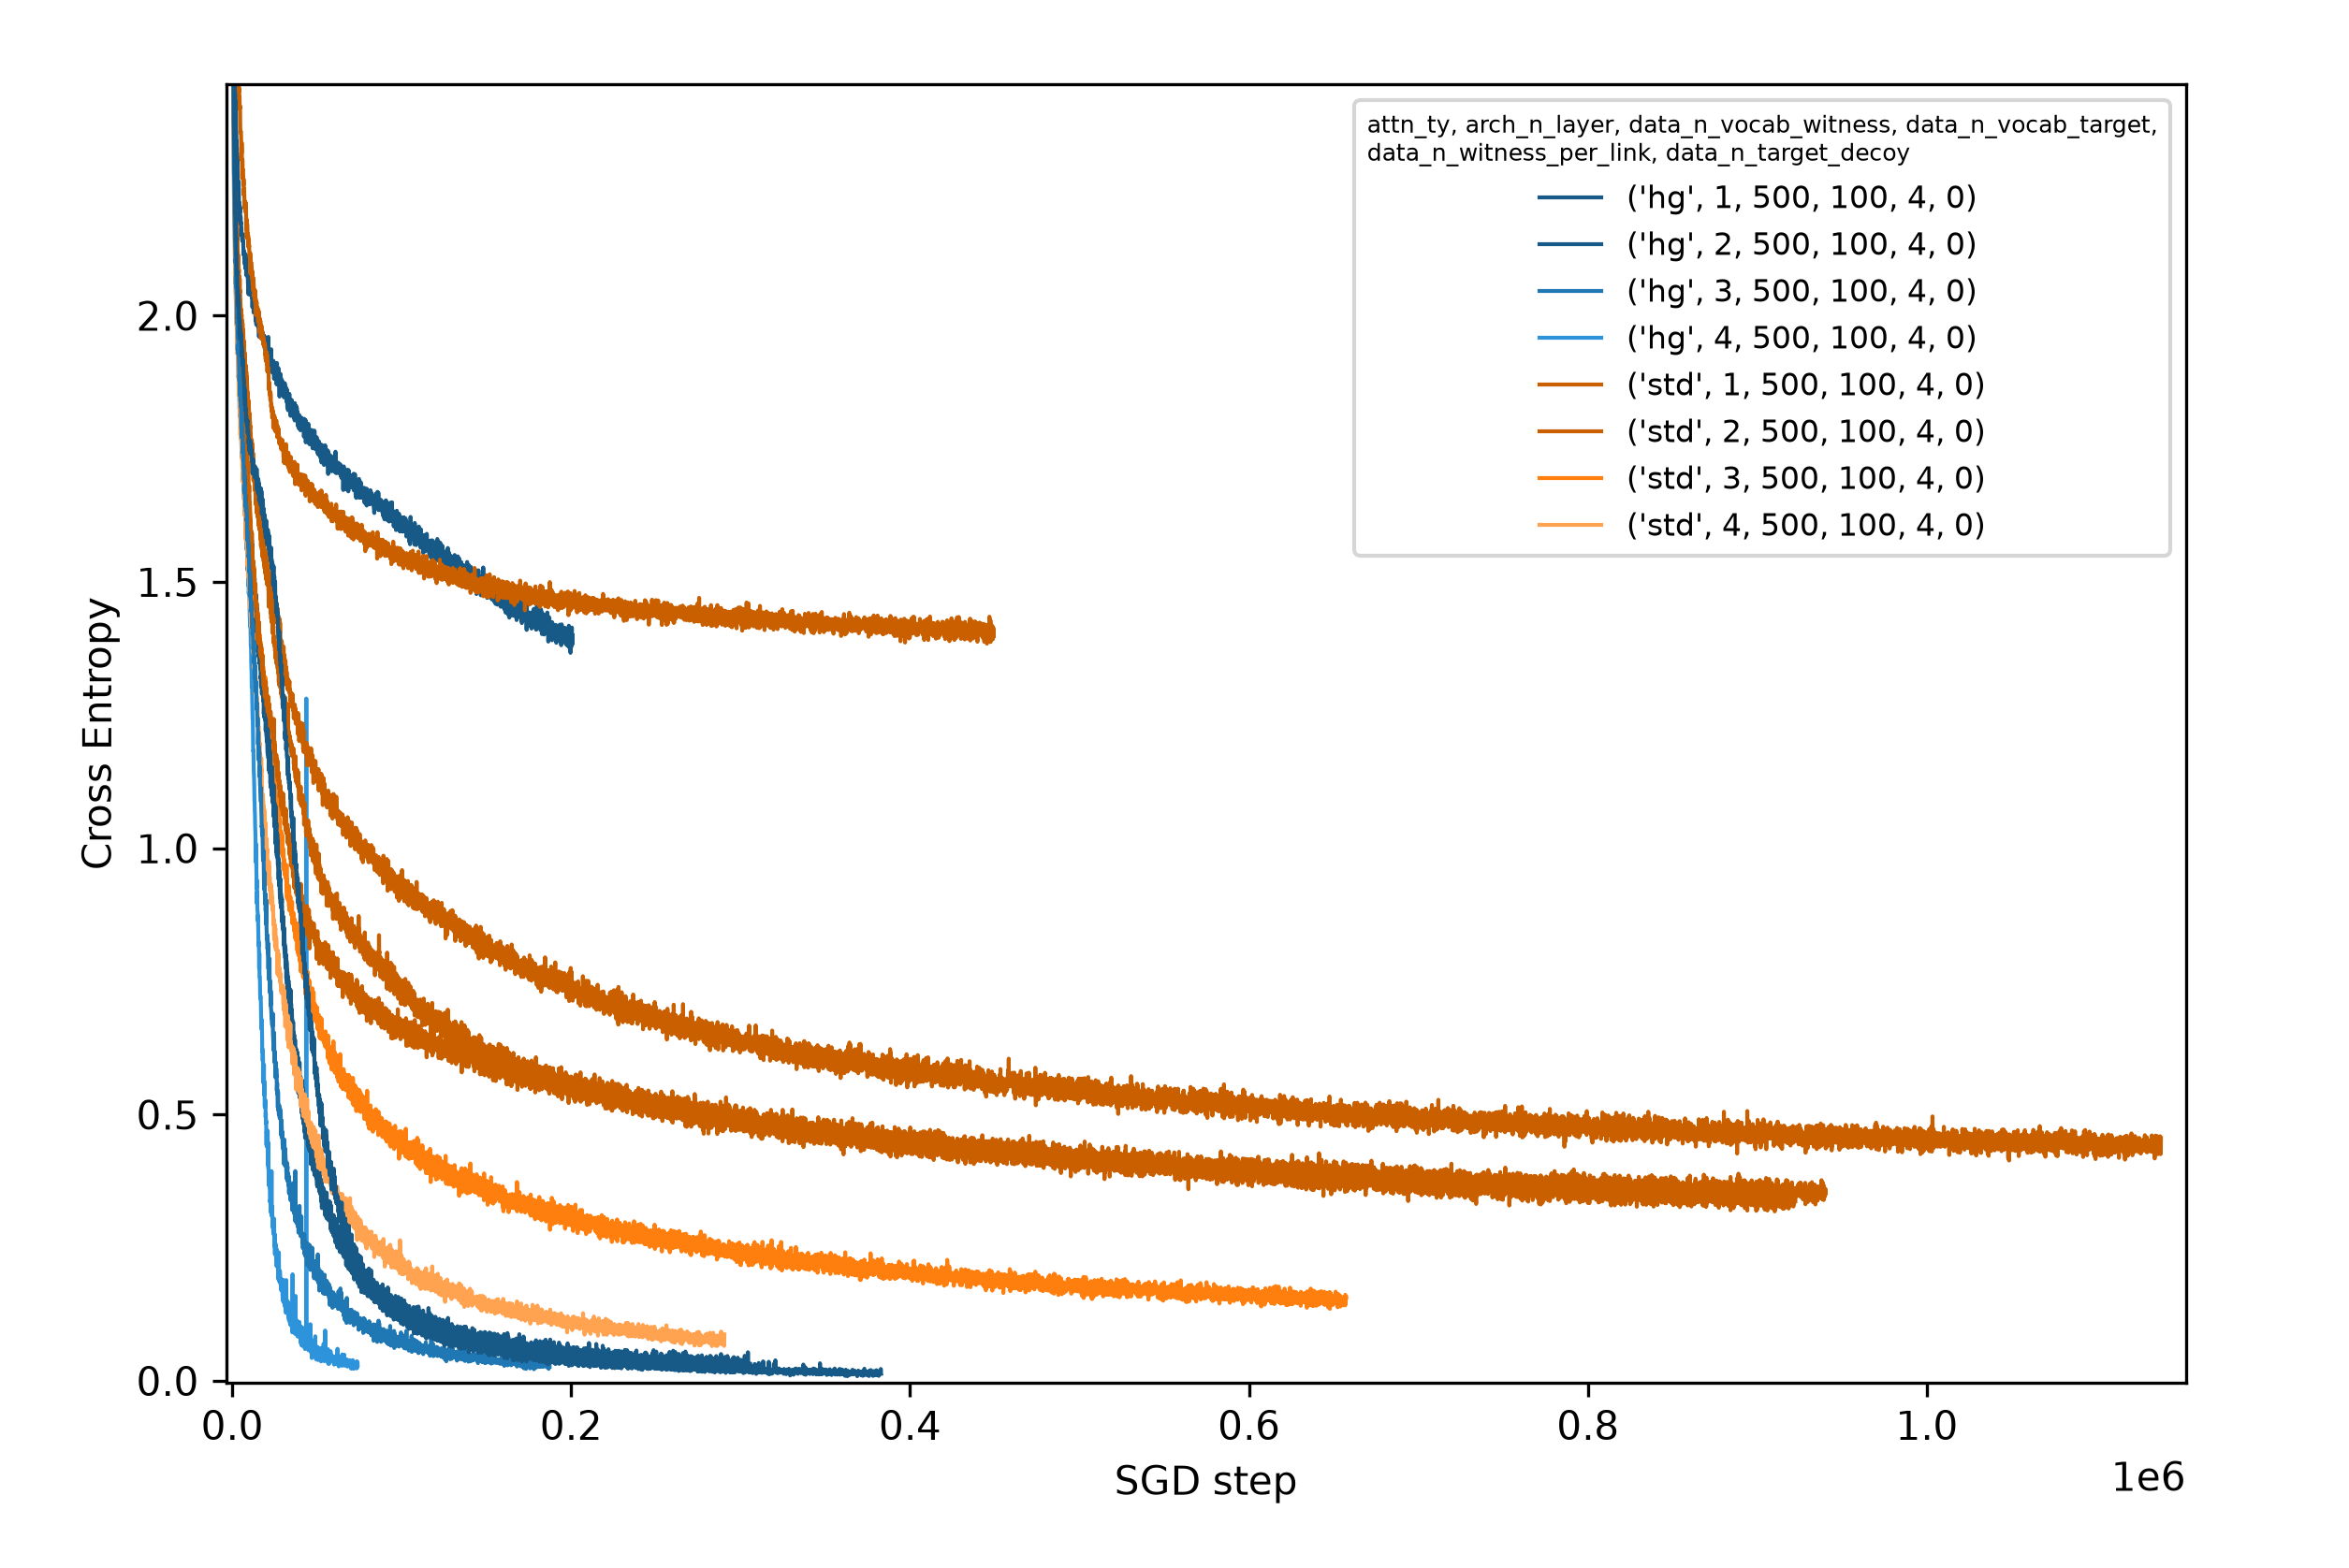 attn_ty, arch_n_layer, data_n_vocab_witness, data_n_vocab_target,
data_n_witness_per_link, data_n_target_decoy
('hg', 1, 500, 100, 4, 0)
('hg', 2, 500, 100, 4, 0)
('hg', 3, 500, 100, 4, 0)
('hg', 4, 500, 100, 4, 0)
('std', 1, 500, 100, 4, 0)
('std', 2, 500, 100, 4, 0)
('std', 3, 500, 100, 4, 0)
('std', 4, 500, 100, 4, 0)
Cross Entropy
2.0
1.5
1.0
0.5
0.0
0.0 0.2 0.4 0.6 0.8 1.0
SGD step
1e6